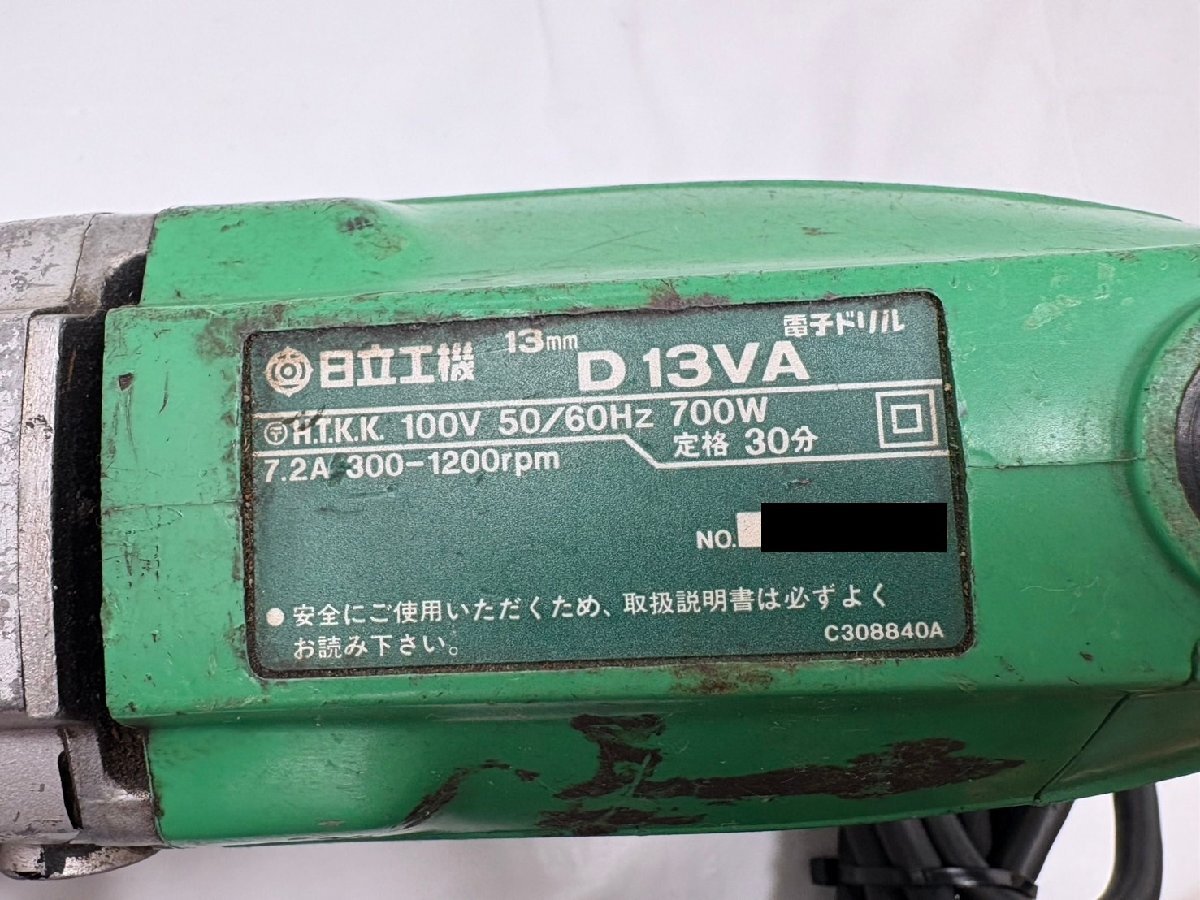 日立工機 13mm D13VA 電子ドリル
〒 H.T.K.K. 100V 50/60Hz 700W
7.2A 300-1200rpm 定格 30分
NO.
● 安全にご使用いただくため、取扱説明書は必ずよく
お読み下さい。
C308840A